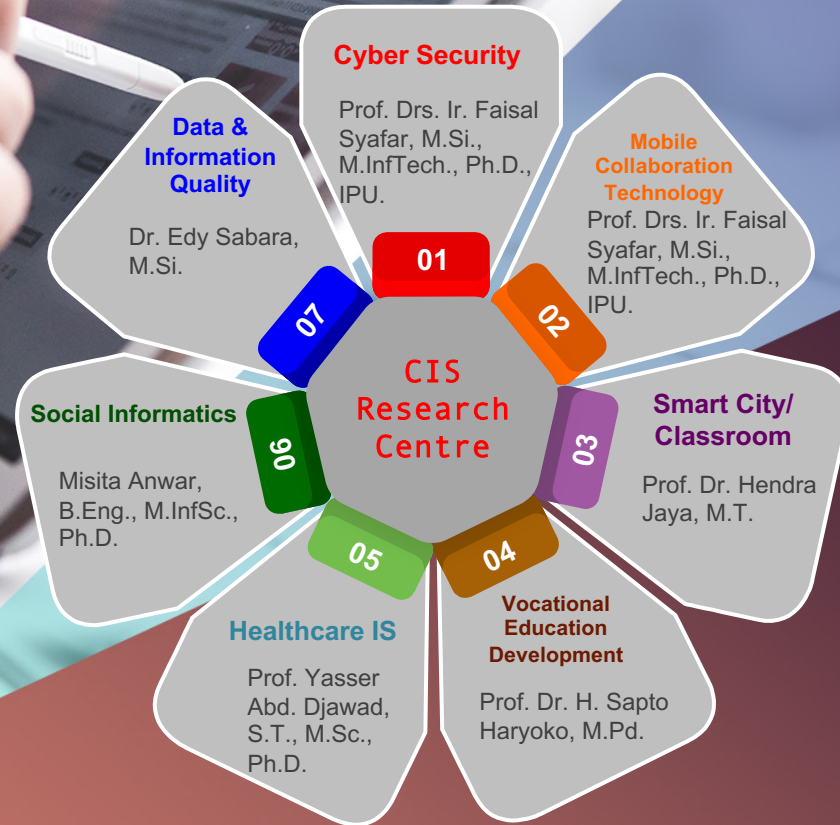 Cyber Security
Prof. Drs. Ir. Faisal
Syafar, M.Si.,
M.InfTech., Ph.D.,
IPU.
01
Mobile
Collaboration
Technology
Prof. Drs. Ir. Faisal
Syafar, M.Si.,
M.InfTech., Ph.D.,
IPU.
02
Smart City/
Classroom
Prof. Dr. Hendra
Jaya, M.T.
03
Vocational
Education
Development
Prof. Dr. H. Sapto
Haryoko, M.Pd.
04
Healthcare IS
Prof. Yasser
Abd. Djawad,
S.T., M.Sc.,
Ph.D.
05
Social Informatics
Misita Anwar,
B.Eng., M.InfSc.,
Ph.D.
06
Data &
Information
Quality
Dr. Edy Sabara,
M.Si.
07
CIS
Research
Centre